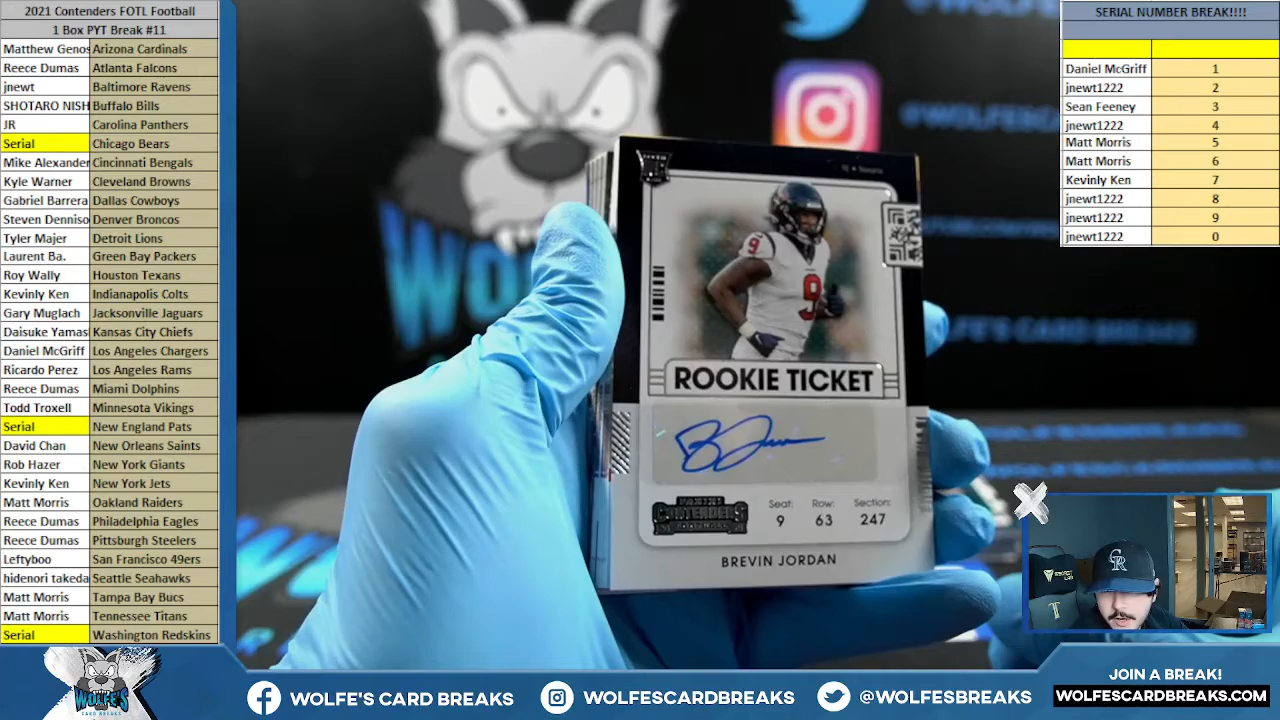 2021 Contenders FOTL Football
1 Box PYT Break #11
Matthew Genos Arizona Cardinals
Reece Dumas Atlanta Falcons
jnewt Baltimore Ravens
SHOTARO NISH Buffalo Bills
JR Carolina Panthers
Serial Chicago Bears
Mike Alexander Cincinnati Bengals
Kyle Warner Cleveland Browns
Gabriel Barrera Dallas Cowboys
Steven Denniso Denver Broncos
Tyler Majer Detroit Lions
Laurent Ba. Green Bay Packers
Roy Wally Houston Texans
Kevinly Ken Indianapolis Colts
Gary Muglach Jacksonville Jaguars
Daisuke Yamas Kansas City Chiefs
Daniel McGriff Los Angeles Chargers
Ricardo Perez Los Angeles Rams
Reece Dumas Miami Dolphins
Todd Troxell Minnesota Vikings
Serial New England Pats
David Chan New Orleans Saints
Rob Hazer New York Giants
Kevinly Ken New York Jets
Matt Morris Oakland Raiders
Reece Dumas Philadelphia Eagles
Reece Dumas Pittsburgh Steelers
Leftyboo San Francisco 49ers
hidenori takeda Seattle Seahawks
Matt Morris Tampa Bay Bucs
Matt Morris Tennessee Titans
Serial Washington Redskins
SERIAL NUMBER BREAK!!!!
Daniel McGriff 1
jnewt1222 2
Sean Feeney 3
jnewt1222 4
Matt Morris 5
Matt Morris 6
Kevinly Ken 7
jnewt1222 8
jnewt1222 9
jnewt1222 0
9
9
ROOKIE TICKET
PANINI
CONTENDERS
FOOTBALL
Seat: Row: Section:
9 63 247
BREVIN JORDAN
CR
T
WOLFE'S
CARD BREAKS
WOLFE'S CARD BREAKS
WOLFESCARDBREAKS
@WOLFESBREAKS
JOIN A BREAK!
WOLFESCARDBREAKS.COM